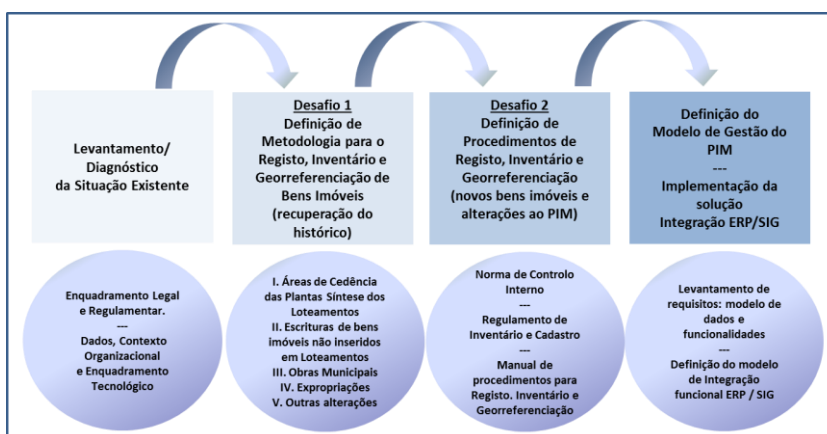 Levantamento/
Diagnóstico
da Situação Existente
Desafio 1
Definição de
Metodologia para o
Registo, Inventário e
Georreferenciação de
Bens Imóveis
(recuperação do
histórico)
Desafio 2
Definição de
Procedimentos de
Registo, Inventário e
Georreferenciação
(novos bens imóveis e
alterações ao PIM)
Definição do
Modelo de Gestão do
PIM
---
Implementação da
solução
Integração ERP/SIG
Enquadramento Legal
e Regulamentar.
---
Dados, Contexto
Organizacional
e Enquadramento
Tecnológico
I. Áreas de Cedência
das Plantas Síntese dos
Loteamentos
II. Escrituras de bens
imóveis não inseridos
em Loteamentos
III. Obras Municipais
IV. Expropriações
V. Outras alterações
Norma de Controlo
Interno
---
Regulamento de
Inventário e Cadastro
---
Manual de
procedimentos para
Registo. Inventário e
Georreferenciação
Levantamento de
requisitos: modelo de
dados e
funcionalidades
---
Definição do modelo
de Integração
funcional ERP / SIG